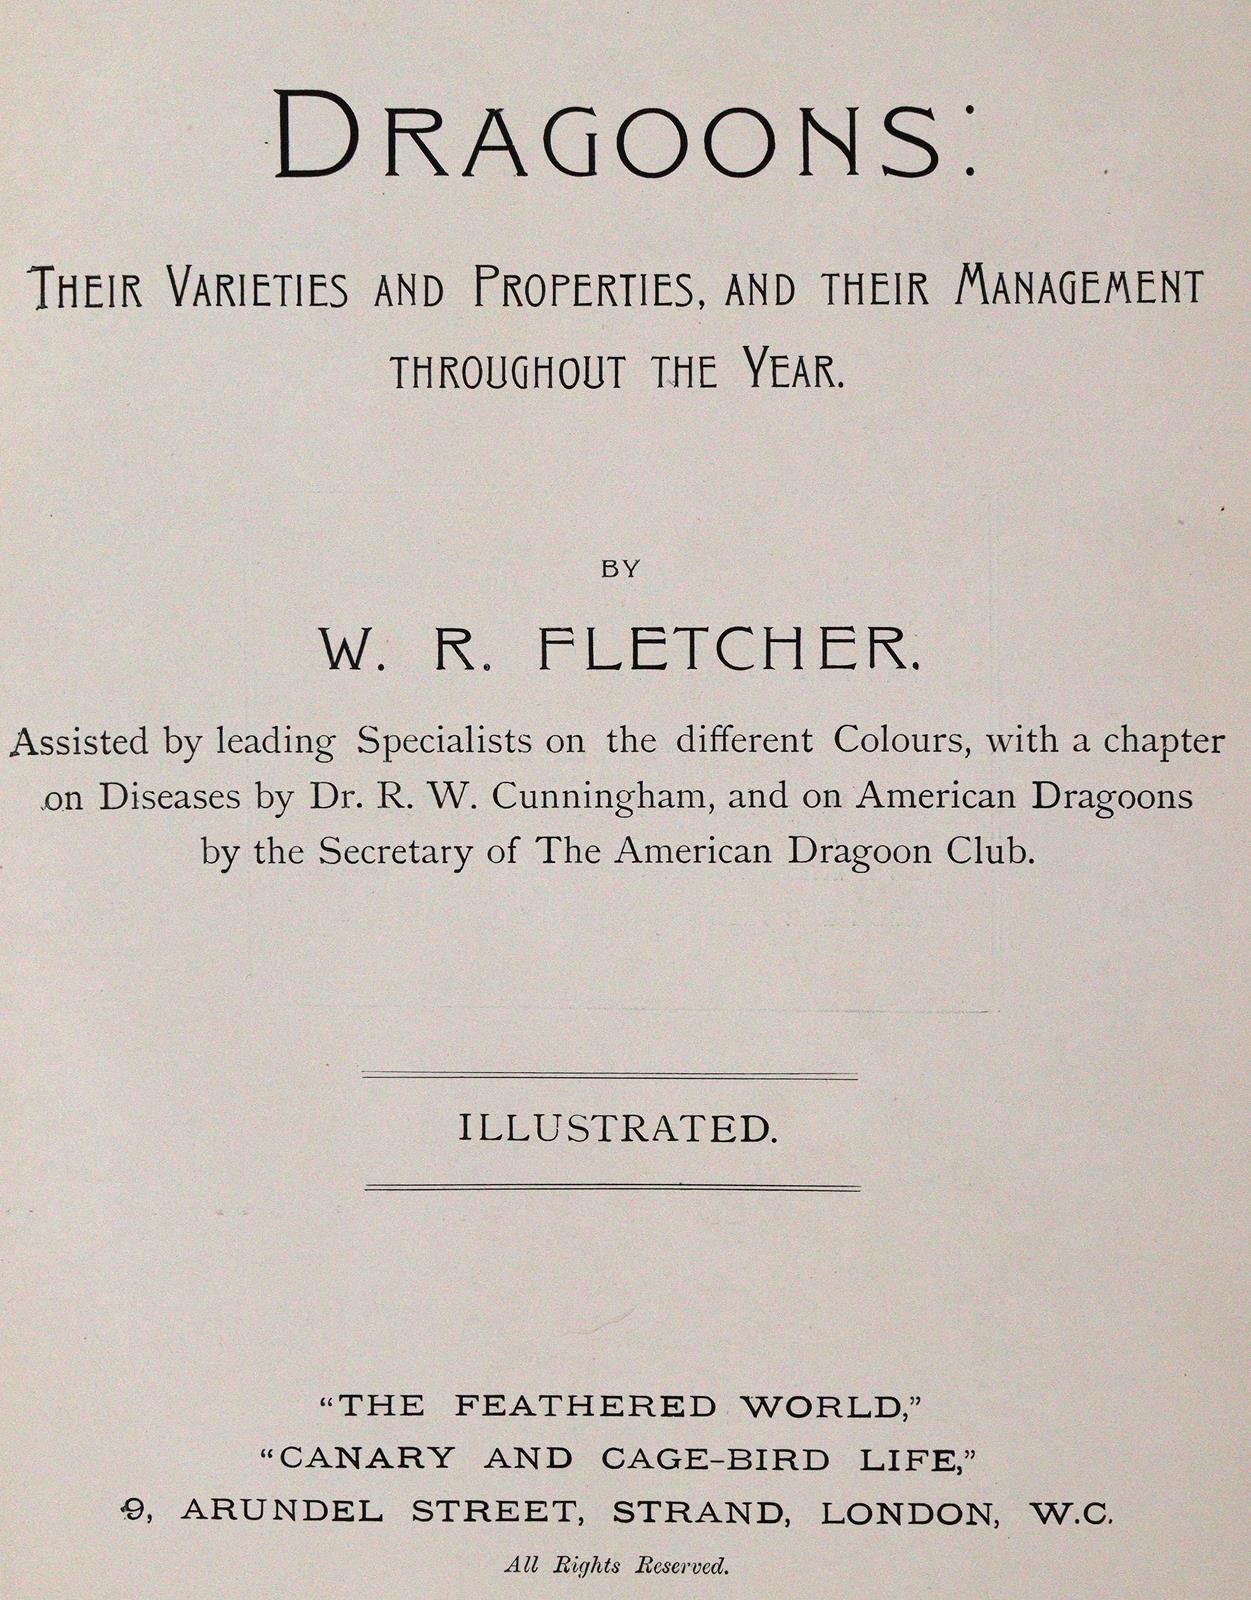 DRAGOONS:
THEIR VARIETIES AND PROPERTIES, AND THEIR MANAGEMENT
THROUGHOUT THE YEAR.
BY
W. R. FLETCHER.
Assisted by leading Specialists on the different Colours, with a chapter
on Diseases by Dr. R. W. Cunningham, and on American Dragoons
by the Secretary of The American Dragoon Club.
ILLUSTRATED.
“THE FEATHERED WORLD,”
“CANARY AND CAGE-BIRD LIFE,”
9, ARUNDEL STREET, STRAND, LONDON, W.C.
All Rights Reserved.